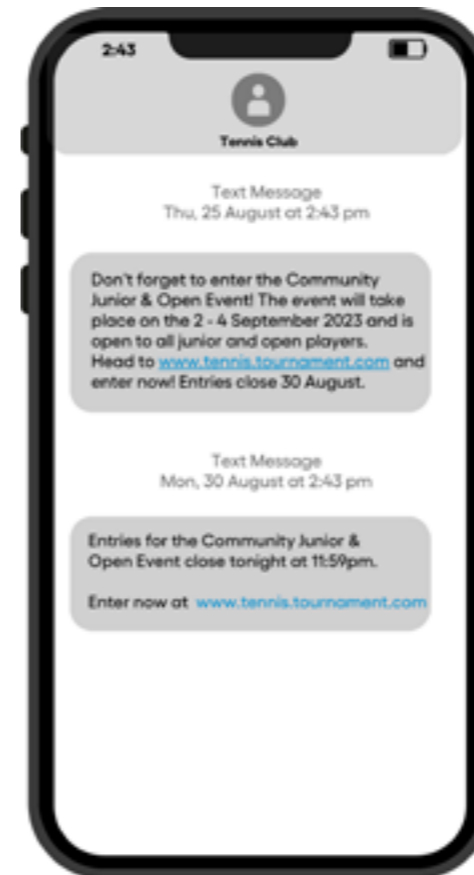 2:43
Tennis Club
Text Message
Thu, 25 August at 2:43 pm
Don't forget to enter the Community
Junior & Open Event! The event will take
place on the 2 - 4 September 2023 and is
open to all junior and open players.
Head to www.tennis.tournament.com and
enter now! Entries close 30 August.
Text Message
Mon, 30 August at 2:43 pm
Entries for the Community Junior &
Open Event close tonight at 11:59pm.
Enter now at www.tennis.tournament.com